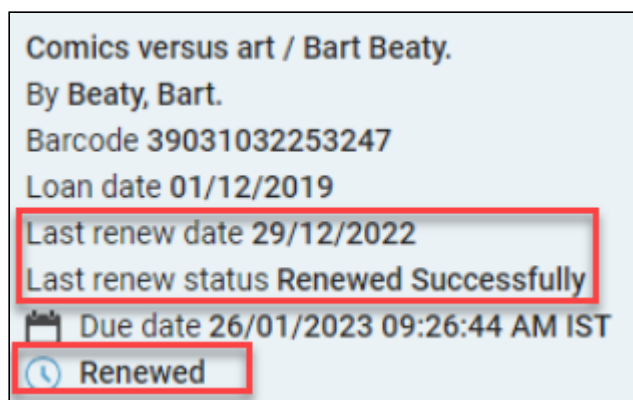 Comics versus art / Bart Beaty.
By Beaty, Bart.
Barcode 39031032253247
Loan date 01/12/2019
Last renew date 29/12/2022
Last renew status Renewed Successfully
Due date 26/01/2023 09:26:44 AM IST
Renewed